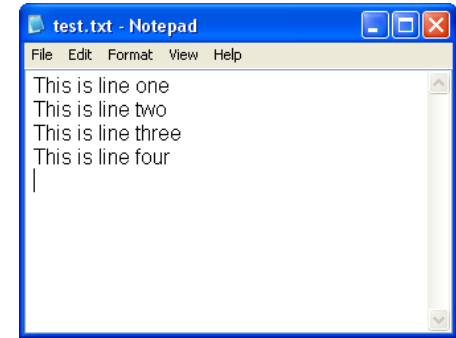 test.txt - Notepad
File Edit Format View Help
This is line one
This is line two
This is line three
This is line four